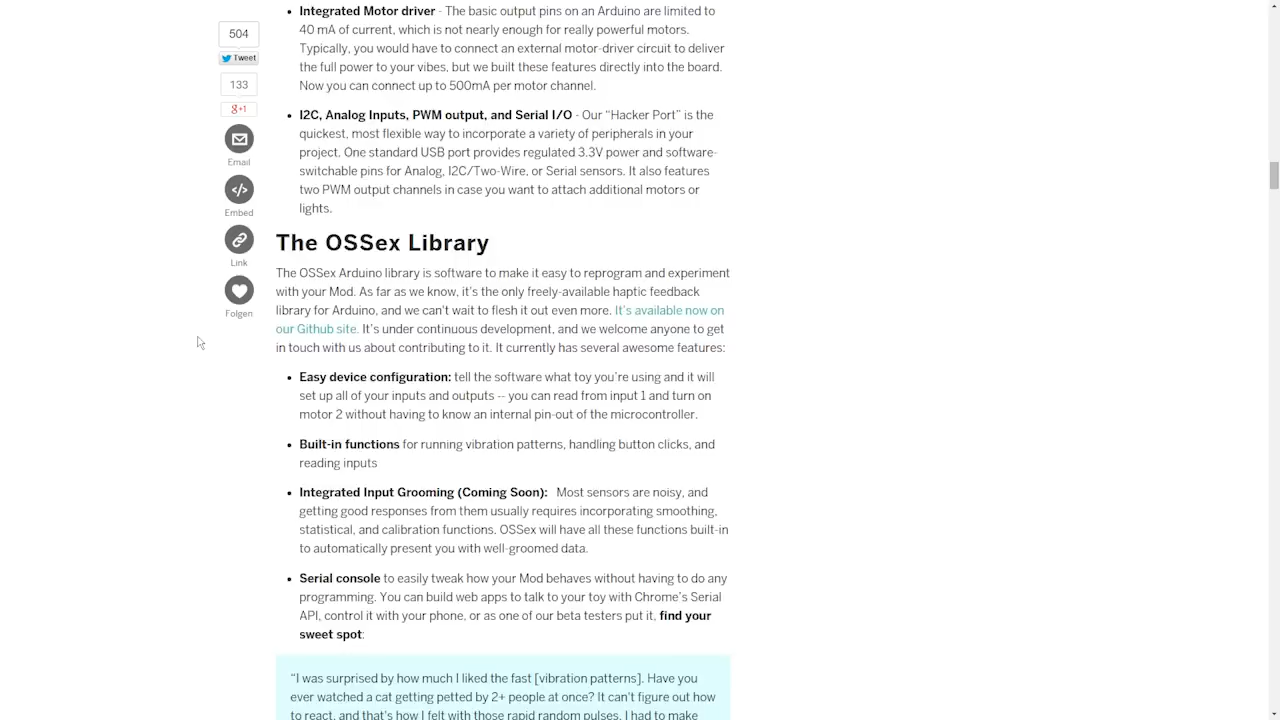 504
Tweet
133
g+1
Email
Embed
Link
Folgen
• Integrated Motor driver - The basic output pins on an Arduino are limited to
40 mA of current, which is not nearly enough for really powerful motors.
Typically, you would have to connect an external motor-driver circuit to deliver
the full power to your vibes, but we built these features directly into the board.
Now you can connect up to 500mA per motor channel.
• I2C, Analog Inputs, PWM output, and Serial I/O - Our “Hacker Port” is the
quickest, most flexible way to incorporate a variety of peripherals in your
project. One standard USB port provides regulated 3.3V power and software-
switchable pins for Analog, I2C/Two-Wire, or Serial sensors. It also features
two PWM output channels in case you want to attach additional motors or
lights.
The OSSex Library
The OSSex Arduino library is software to make it easy to reprogram and experiment
with your Mod. As far as we know, it's the only freely-available haptic feedback
library for Arduino, and we can't wait to flesh it out even more. It's available now on
our Github site. It's under continuous development, and we welcome anyone to get
in touch with us about contributing to it. It currently has several awesome features:
• Easy device configuration: tell the software what toy you're using and it will
set up all of your inputs and outputs -- you can read from input 1 and turn on
motor 2 without having to know an internal pin-out of the microcontroller.
• Built-in functions for running vibration patterns, handling button clicks, and
reading inputs
• Integrated Input Grooming (Coming Soon): Most sensors are noisy, and
getting good responses from them usually requires incorporating smoothing,
statistical, and calibration functions. OSSex will have all these functions built-in
to automatically present you with well-groomed data.
• Serial console to easily tweak how your Mod behaves without having to do any
programming. You can build web apps to talk to your toy with Chrome's Serial
API, control it with your phone, or as one of our beta testers put it, find your
sweet spot:
“I was surprised by how much I liked the fast [vibration patterns]. Have you
ever watched a cat getting petted by 2+ people at once? It can't figure out how
to react, and that's how I felt with those rapid random pulses. I had to make